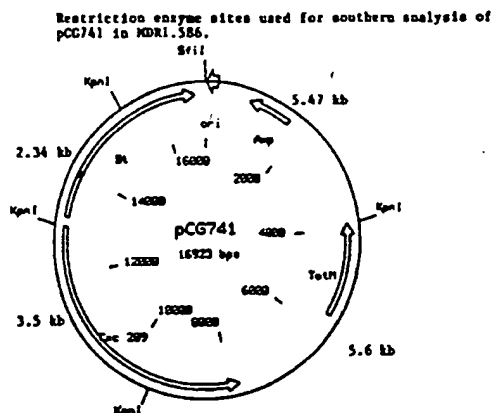 Restriction enzyme sites used for southern analysis of
pCG741 in MDR1.586.
SfiI
KpnI
5.47 kb
ori
Amp
2.34 kb
Bt
16000
2000
14000
KpnI
KpnI
pCG741
4000
16923 bps
12000
TetM
6000
10000
8000
3.5 kb
Toc 209
5.6 kb
KpnI